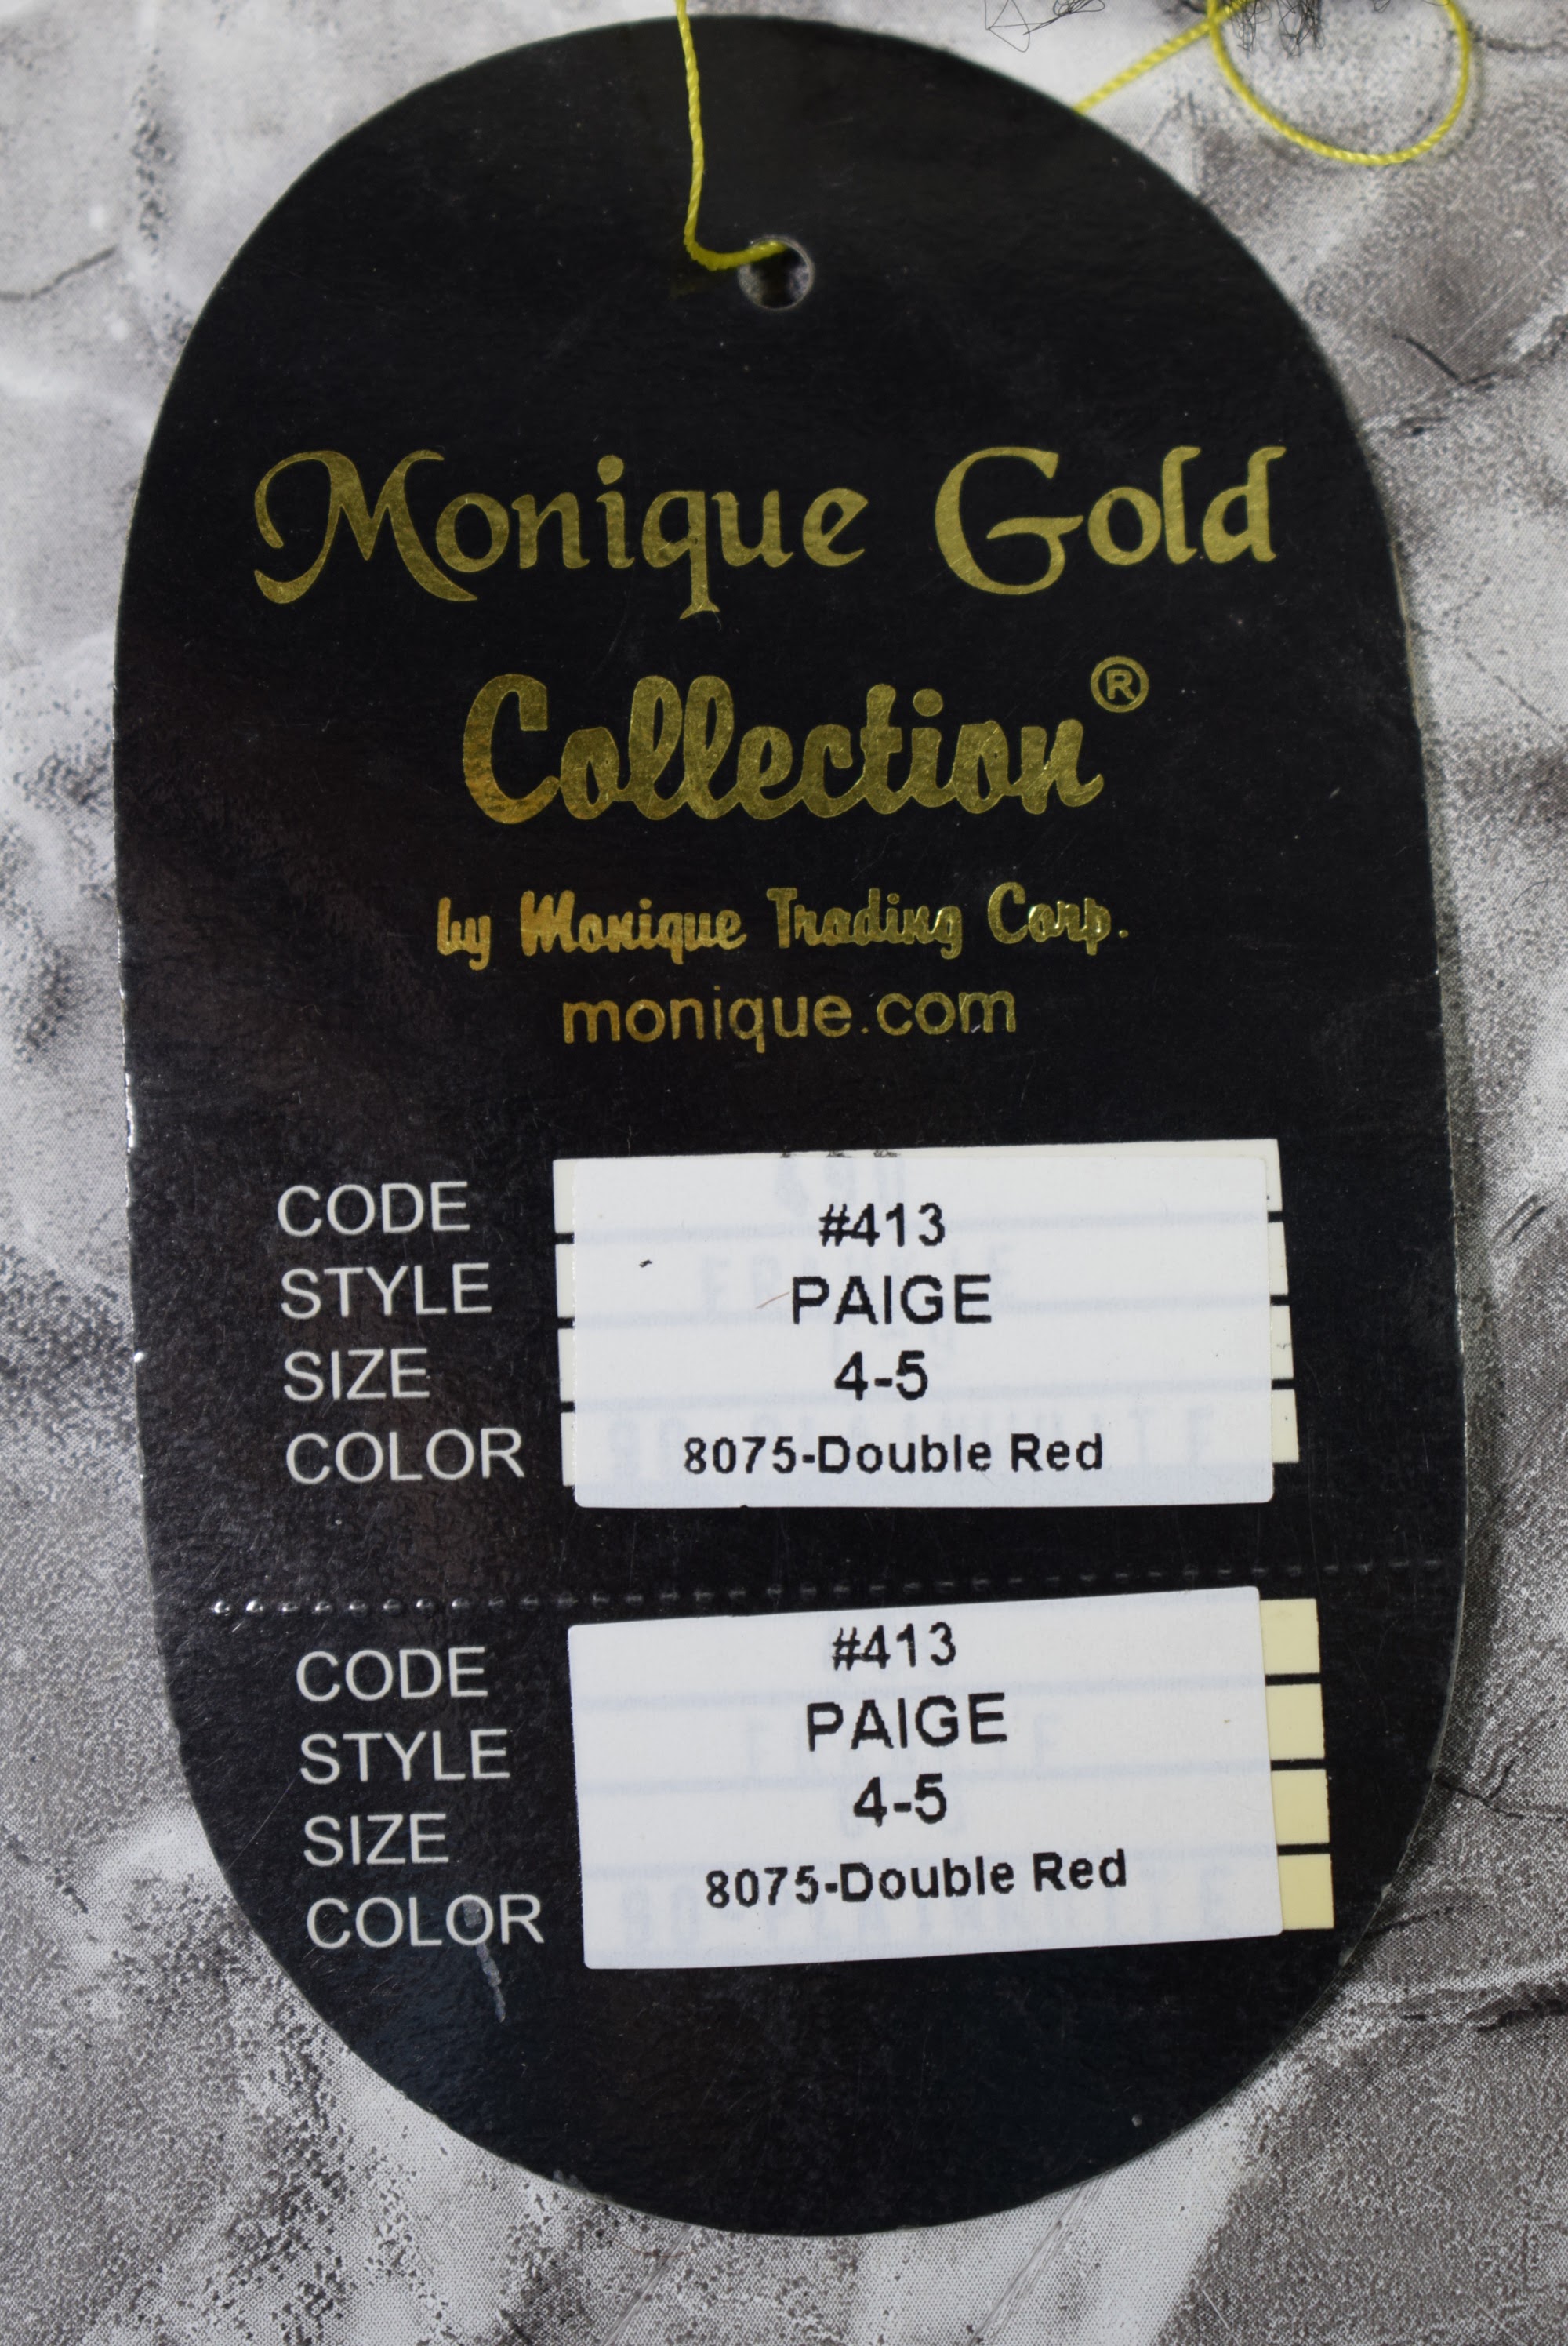 Monique Gold
Collection®
by Monique Trading Corp.
monique.com
CODE #413
STYLE PAIGE
SIZE 4-5
COLOR 8075-Double Red
CODE #413
STYLE PAIGE
SIZE 4-5
COLOR 8075-Double Red